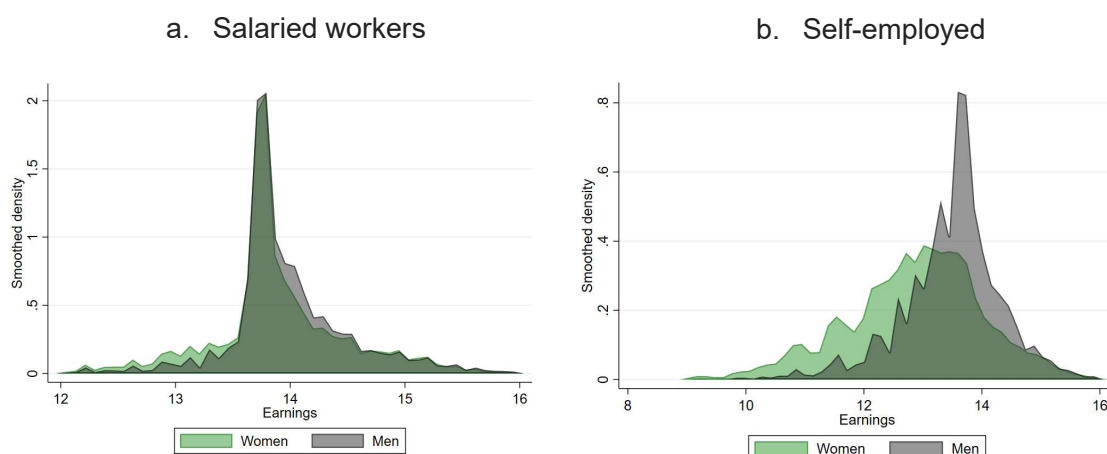 a. Salaried workers
Smoothed density
2
1.5
1
.5
0
12 13 14 15 16
Earnings
Women Men
b. Self-employed
Smoothed density
.8
.6
.4
.2
0
8 10 12 14 16
Earnings
Women Men